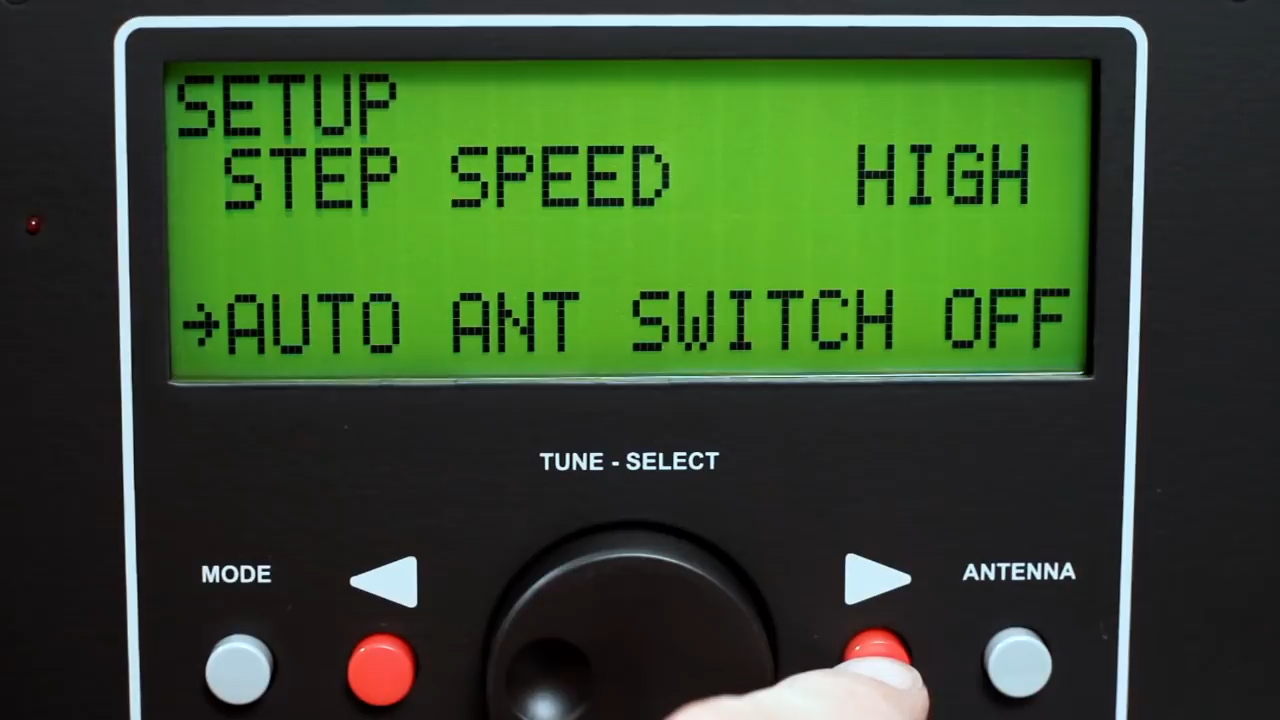 SETUP
STEP SPEED HIGH
→AUTO ANT SWITCH OFF
TUNE - SELECT
MODE
ANTENNA